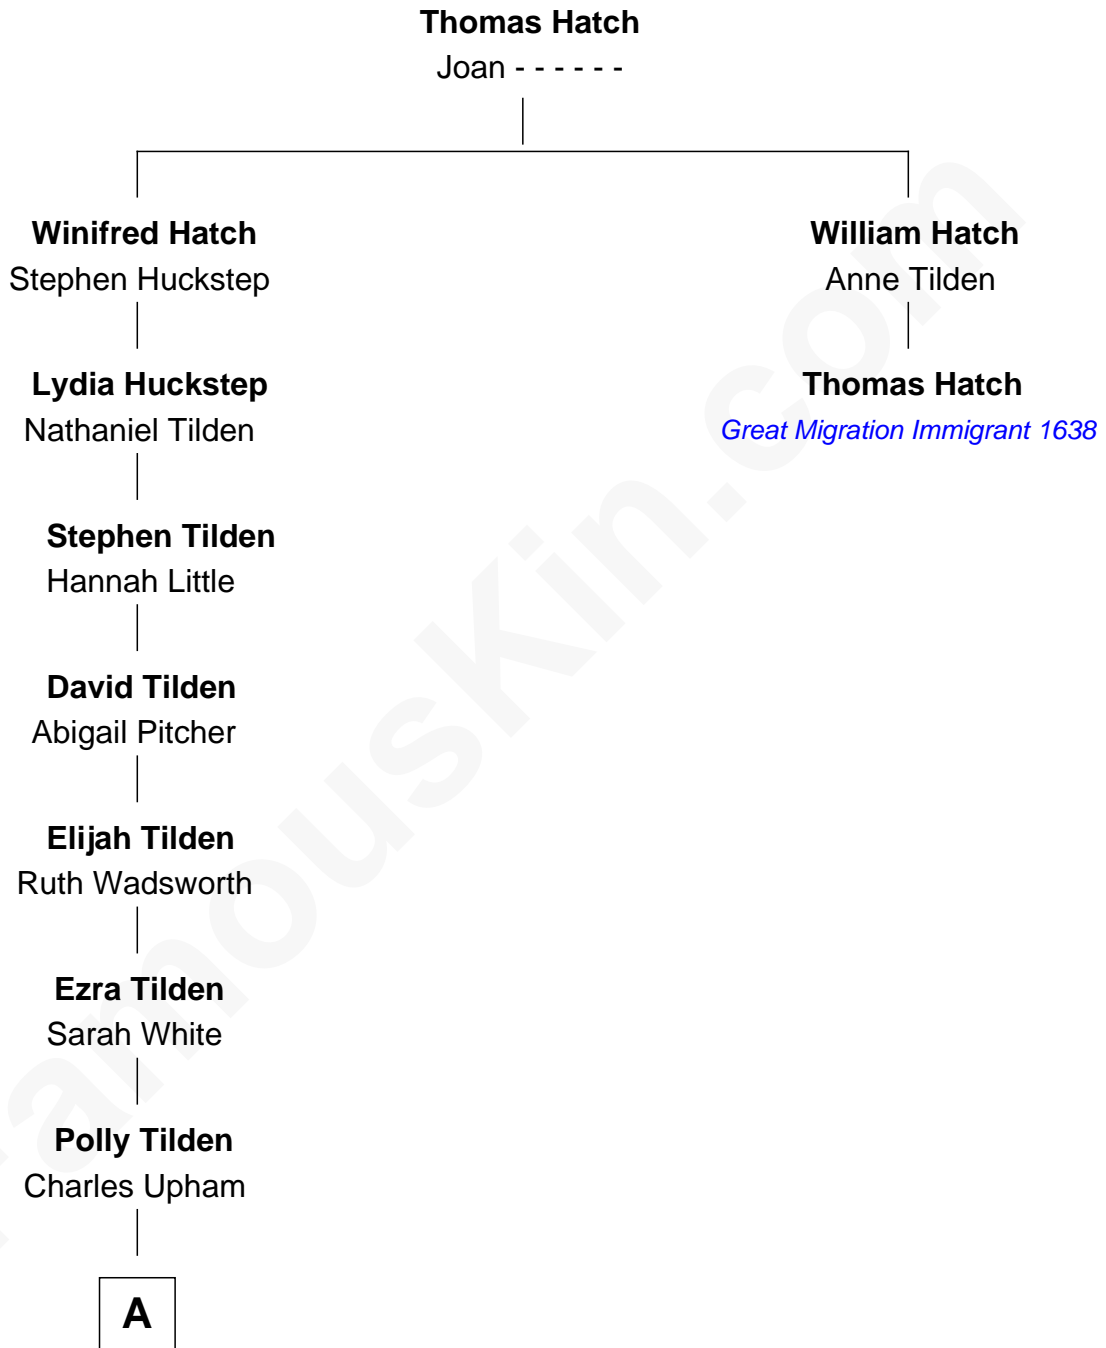 Thomas Hatch
Joan - - - - - -
Winifred Hatch
Stephen Huckstep
William Hatch
Anne Tilden
Lydia Huckstep
Nathaniel Tilden
Thomas Hatch
Great Migration Immigrant 1638
Stephen Tilden
Hannah Little
David Tilden
Abigail Pitcher
Elijah Tilden
Ruth Wadsworth
Ezra Tilden
Sarah White
Polly Tilden
Charles Upham
A
FamousKin.com